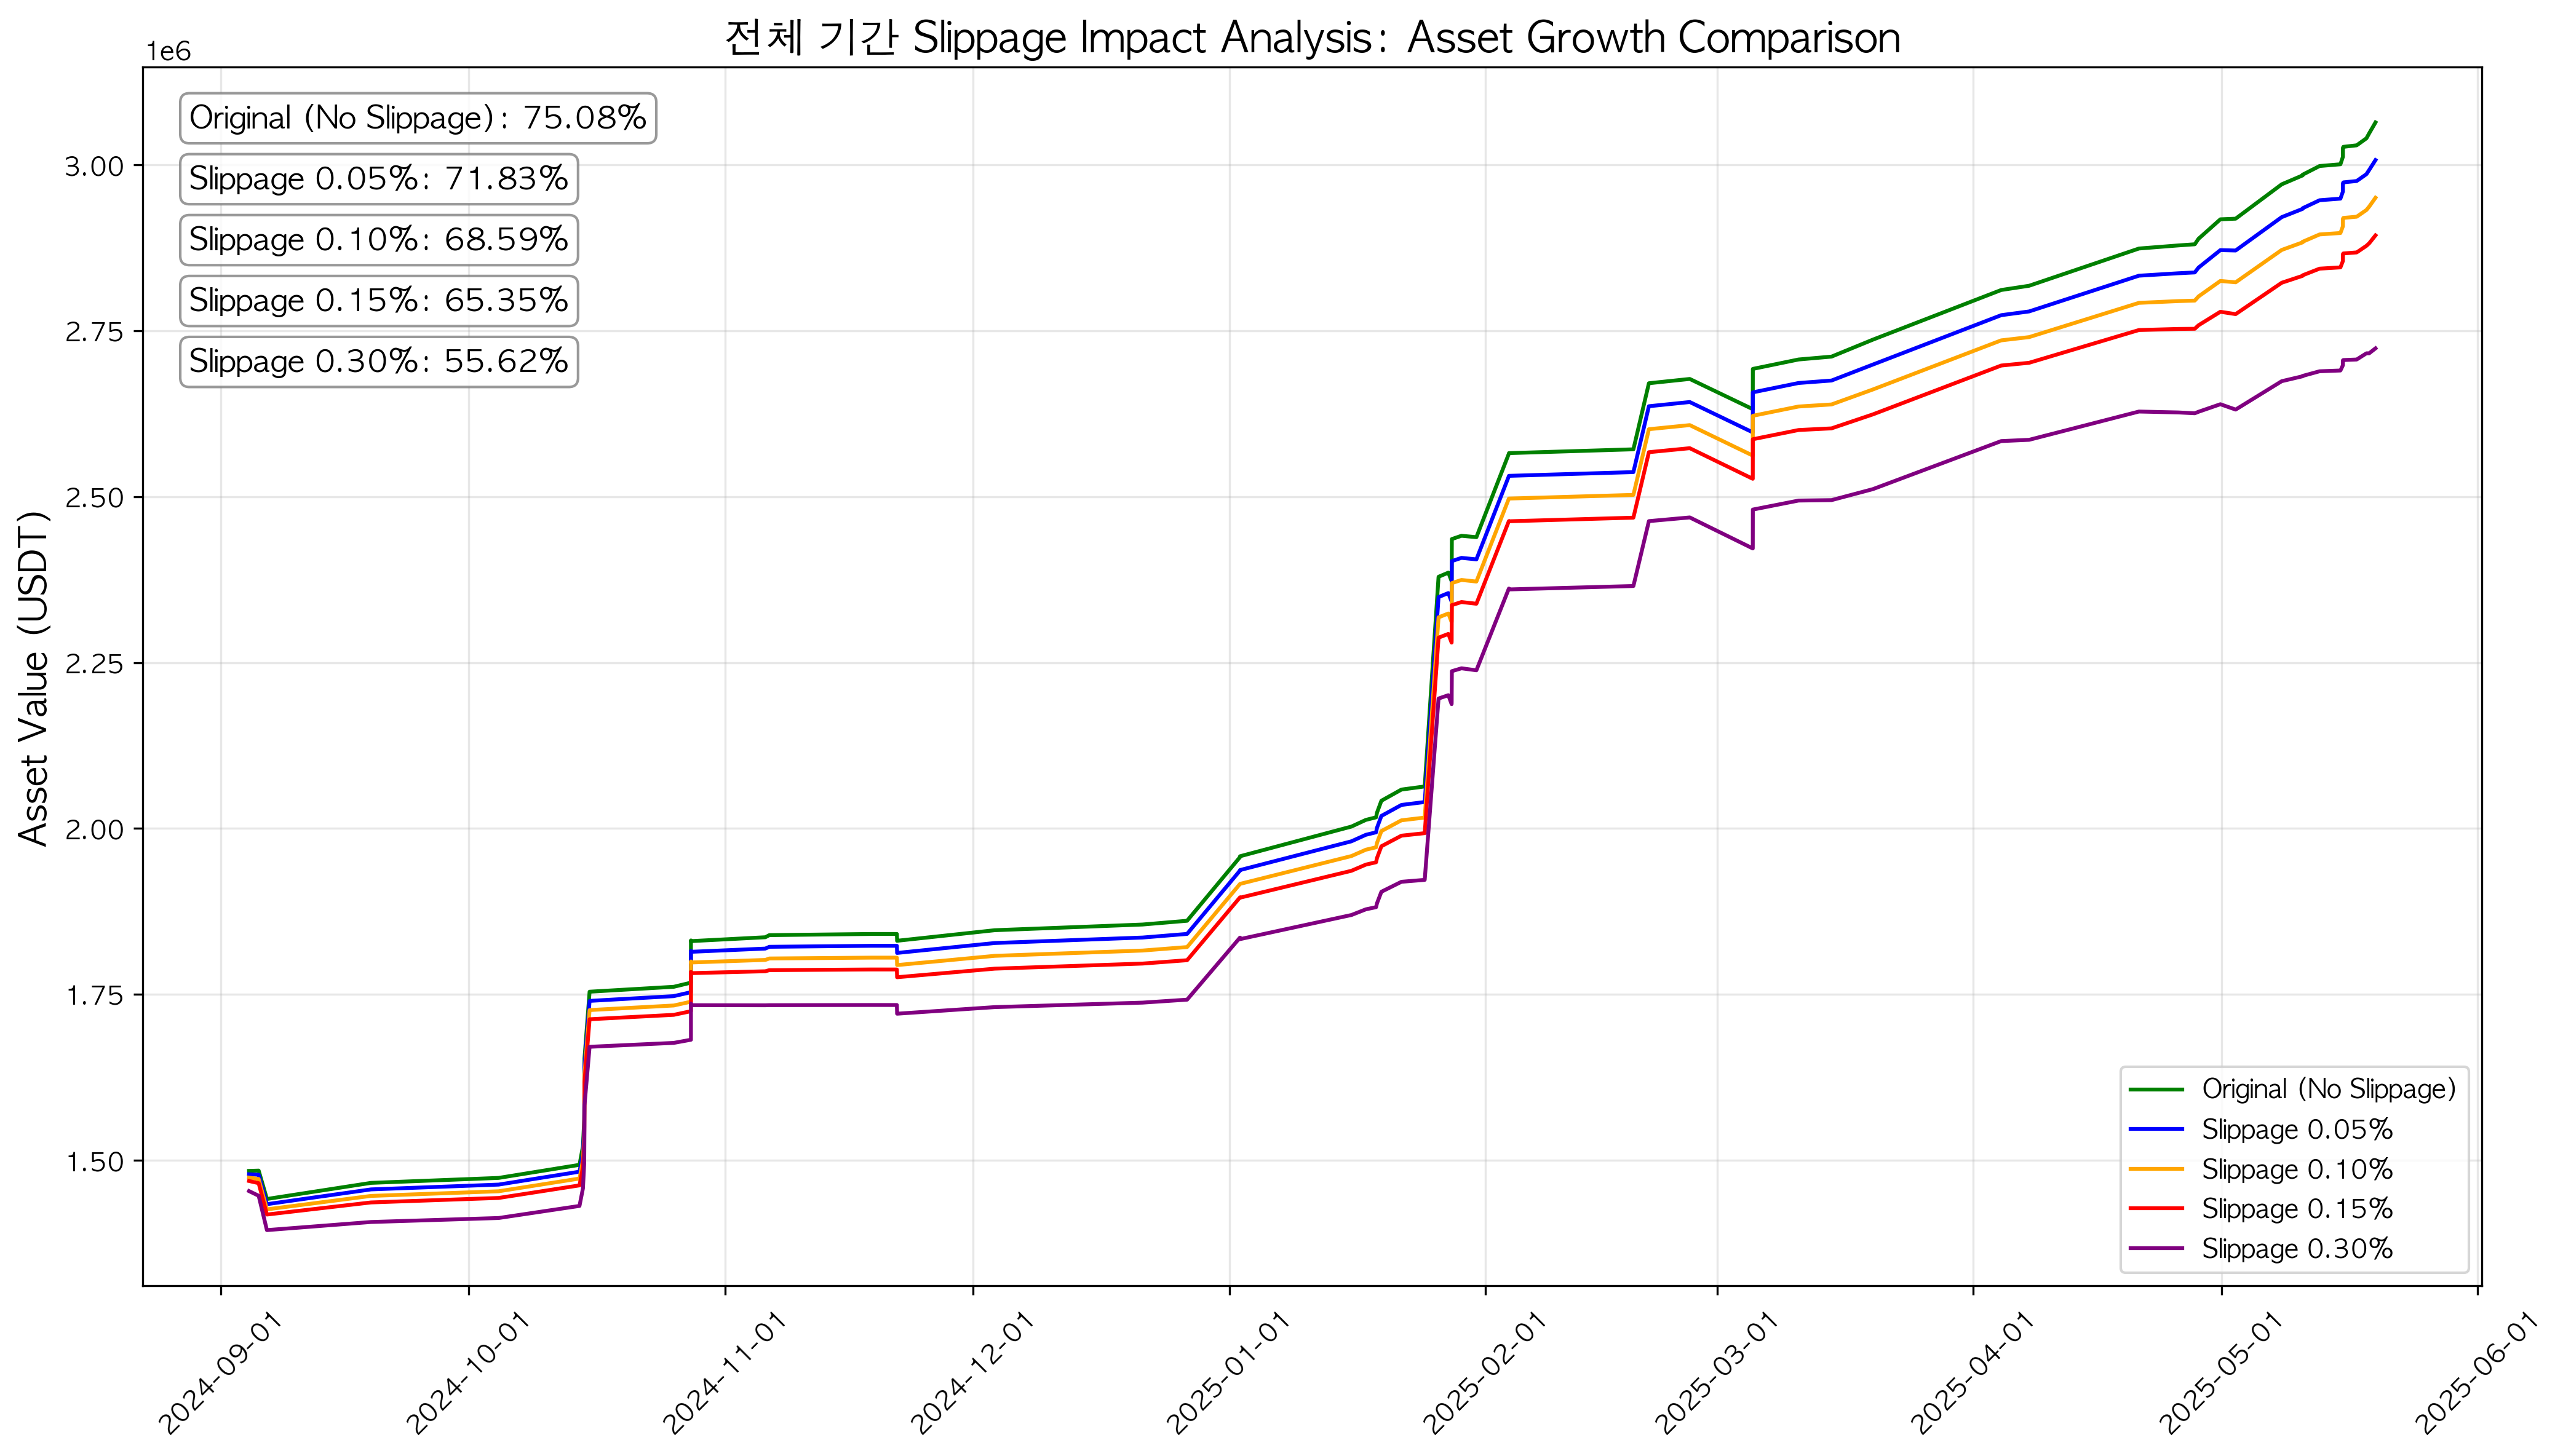 전체 기간 Slippage Impact Analysis: Asset Growth Comparison
1e6
Original (No Slippage): 75.08%
Slippage 0.05%: 71.83%
Slippage 0.10%: 68.59%
Slippage 0.15%: 65.35%
Slippage 0.30%: 55.62%
Asset Value (USDT)
3.00
2.75
2.50
2.25
2.00
1.75
1.50
Original (No Slippage)
Slippage 0.05%
Slippage 0.10%
Slippage 0.15%
Slippage 0.30%
2024-09-01
2024-10-01
2024-11-01
2024-12-01
2025-01-01
2025-02-01
2025-03-01
2025-04-01
2025-05-01
2025-06-01